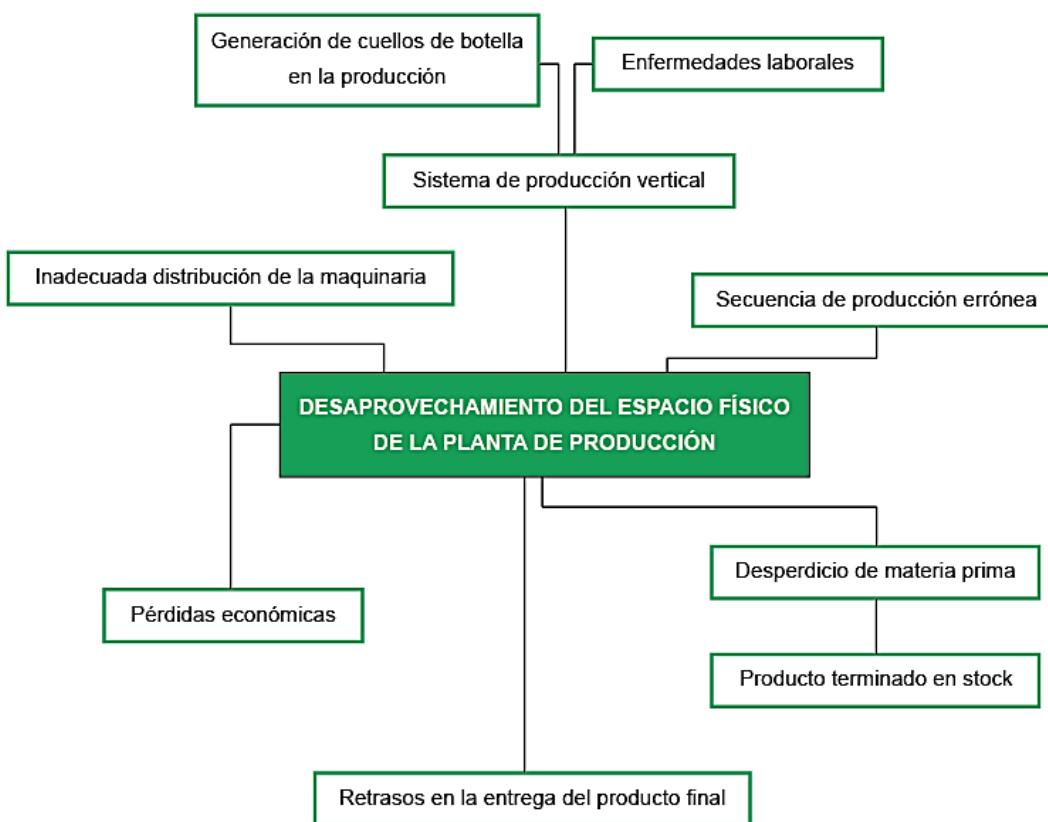 Generación de cuellos de botella
en la producción
Enfermedades laborales
Sistema de producción vertical
Inadecuada distribución de la maquinaria
Secuencia de producción errónea
DESAPROVECHAMIENTO DEL ESPACIO FÍSICO
DE LA PLANTA DE PRODUCCIÓN
Desperdicio de materia prima
Pérdidas económicas
Producto terminado en stock
Retrasos en la entrega del producto final